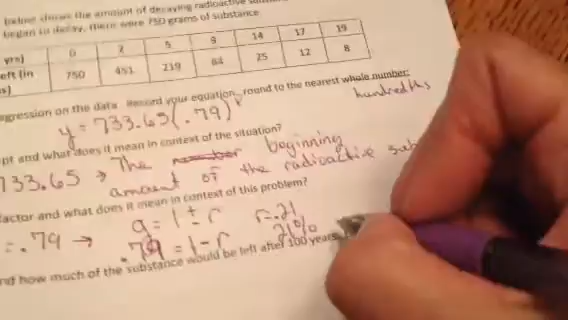 below shows the amount of decaying radioactive
began to decay, there were 750 grams of substance
yrs) 0 2 5 9 14 17 19
eft (in 750 451 219 84 25 12 8
s)
egression on the data. Record your equation, round to the nearest whole number.
hundredths
y = 733.65(.79)
pt and what does it mean in context of the situation?
733.65 → The number beginning
amount of the radioactive sub
factor and what does it mean in context of this problem?
= .79 → g = 1 ± r r = .21
.79 = 1 - r 21%
nd how much of the substance would be left after 100 years